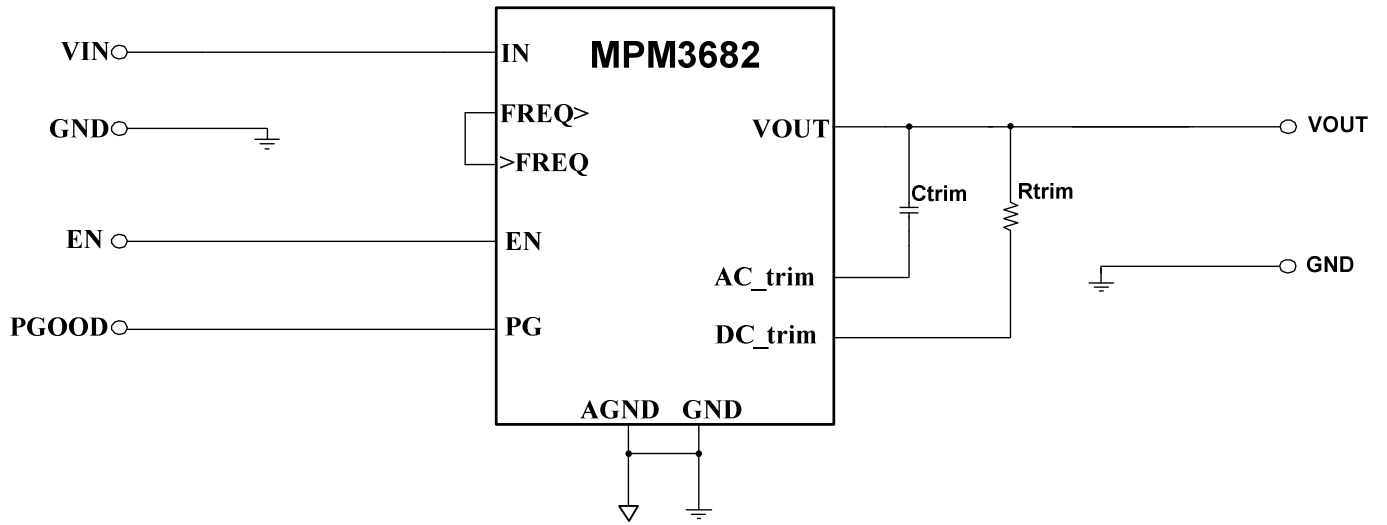 MPM3682
VIN
IN
FREQ>
GND
>FREQ
VOUT
VOUT
Ctrim
Rtrim
EN
EN
AC_trim
GND
PGOOD
PG
DC_trim
AGND
GND